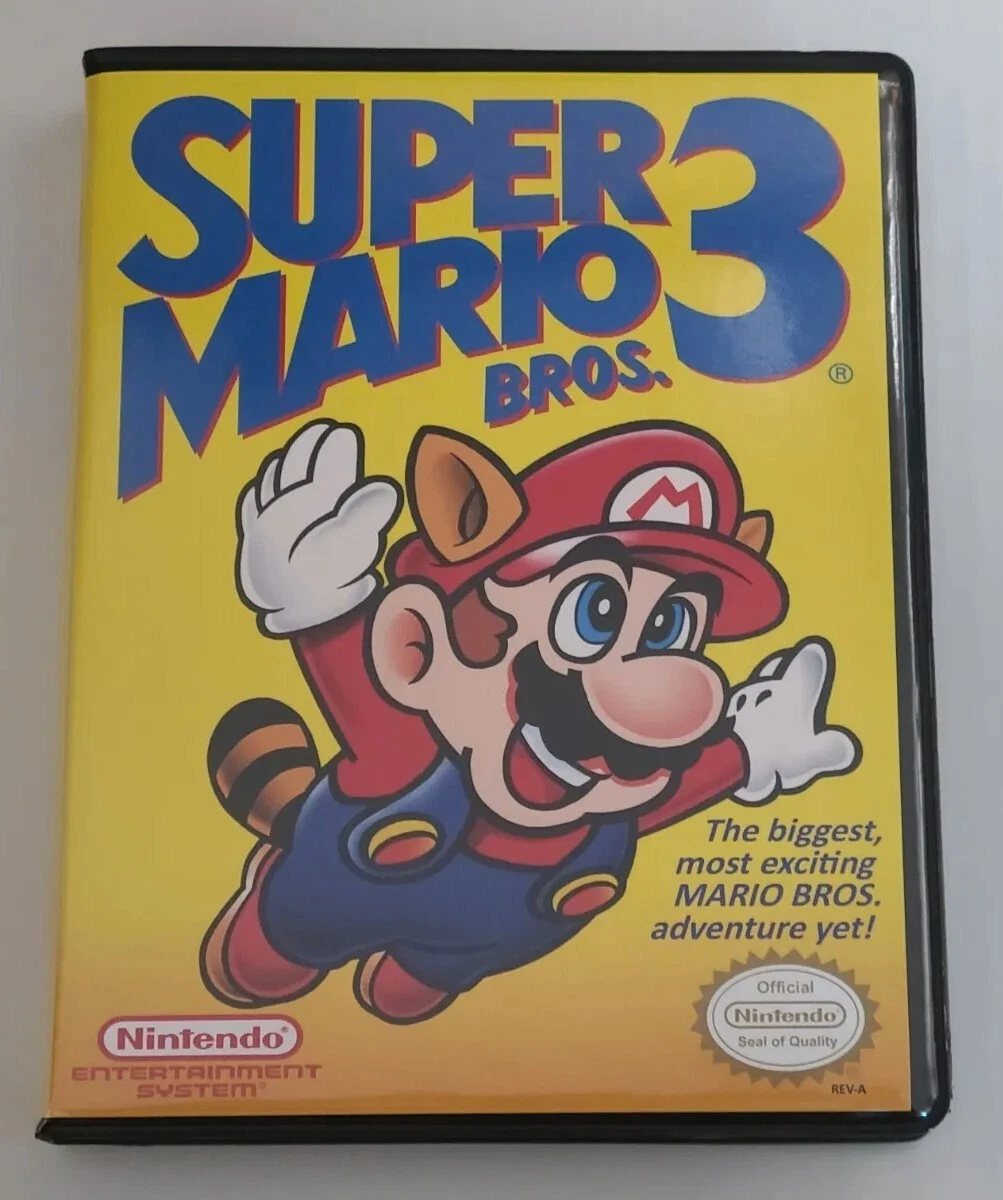 SUPER
MARIO
BROS. 3®
M
The biggest,
most exciting
MARIO BROS.
adventure yet!
Official
Nintendo®
Seal of Quality
REV-A
Nintendo®
ENTERTAINMENT
SYSTEM®